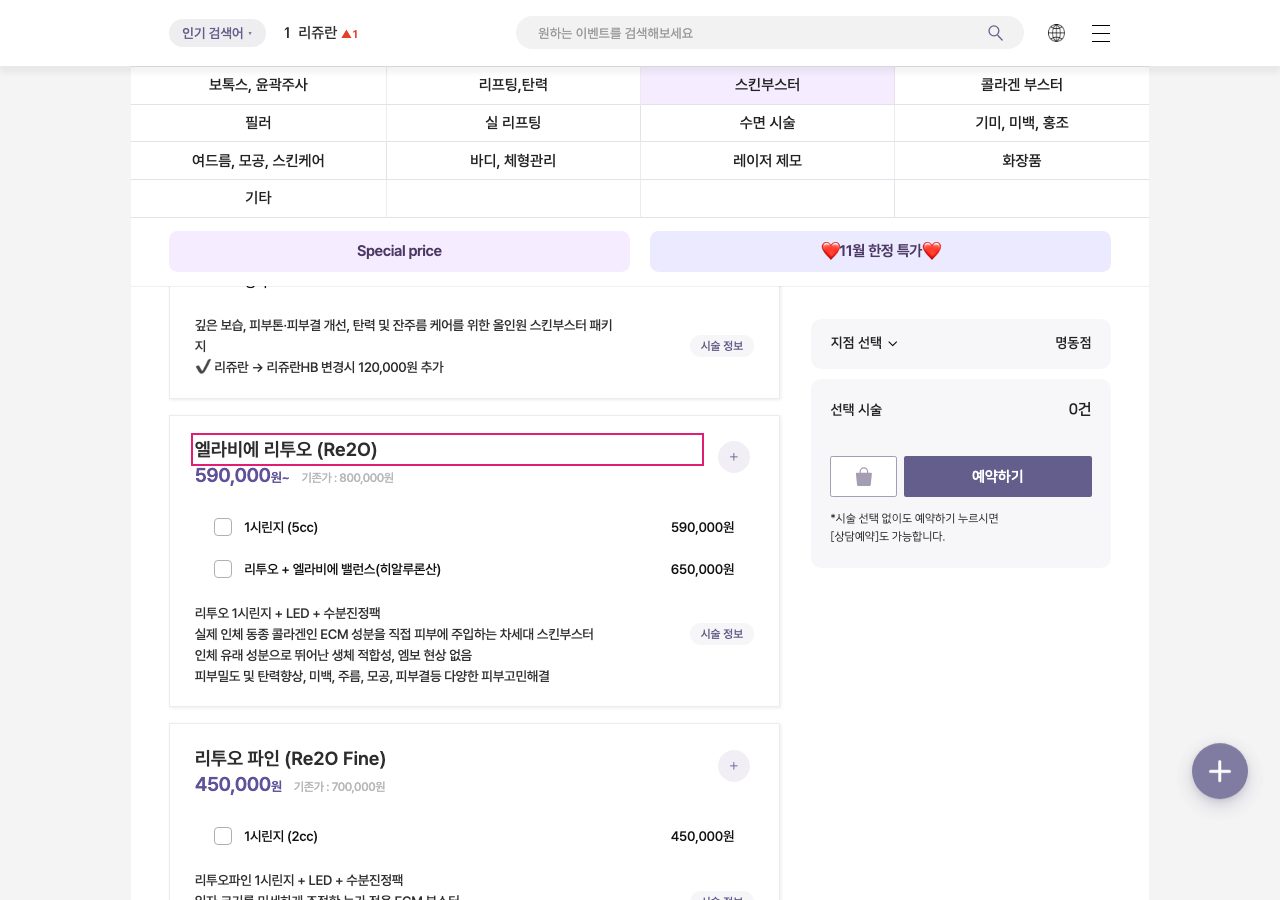 인기 검색어
1 리쥬란 ▲1
원하는 이벤트를 검색해보세요
보톡스, 윤곽주사
리프팅,탄력
스킨부스터
콜라겐 부스터
필러
실 리프팅
수면 시술
기미, 미백, 홍조
여드름, 모공, 스킨케어
바디, 체형관리
레이저 제모
화장품
기타
Special price
❤️11월 한정 특가❤️
깊은 보습, 피부톤·피부결 개선, 탄력 및 잔주름 케어를 위한 올인원 스킨부스터 패키
지
✔️ 리쥬란 → 리쥬란HB 변경시 120,000원 추가
시술 정보
엘라비에 리투오 (Re2O)
+
590,000원~ 기존가 : 800,000원
1시린지 (5cc) 590,000원
리투오 + 엘라비에 밸런스(히알루론산) 650,000원
리투오 1시린지 + LED + 수분진정팩
실제 인체 동종 콜라겐인 ECM 성분을 직접 피부에 주입하는 차세대 스킨부스터
인체 유래 성분으로 뛰어난 생체 적합성, 엠보 현상 없음
피부밀도 및 탄력향상, 미백, 주름, 모공, 피부결등 다양한 피부고민해결
시술 정보
리투오 파인 (Re2O Fine)
+
450,000원 기존가 : 700,000원
1시린지 (2cc) 450,000원
리투오파인 1시린지 + LED + 수분진정팩
지점 선택 명동점
선택 시술 0건
예약하기
*시술 선택 없이도 예약하기 누르시면
[상담예약]도 가능합니다.